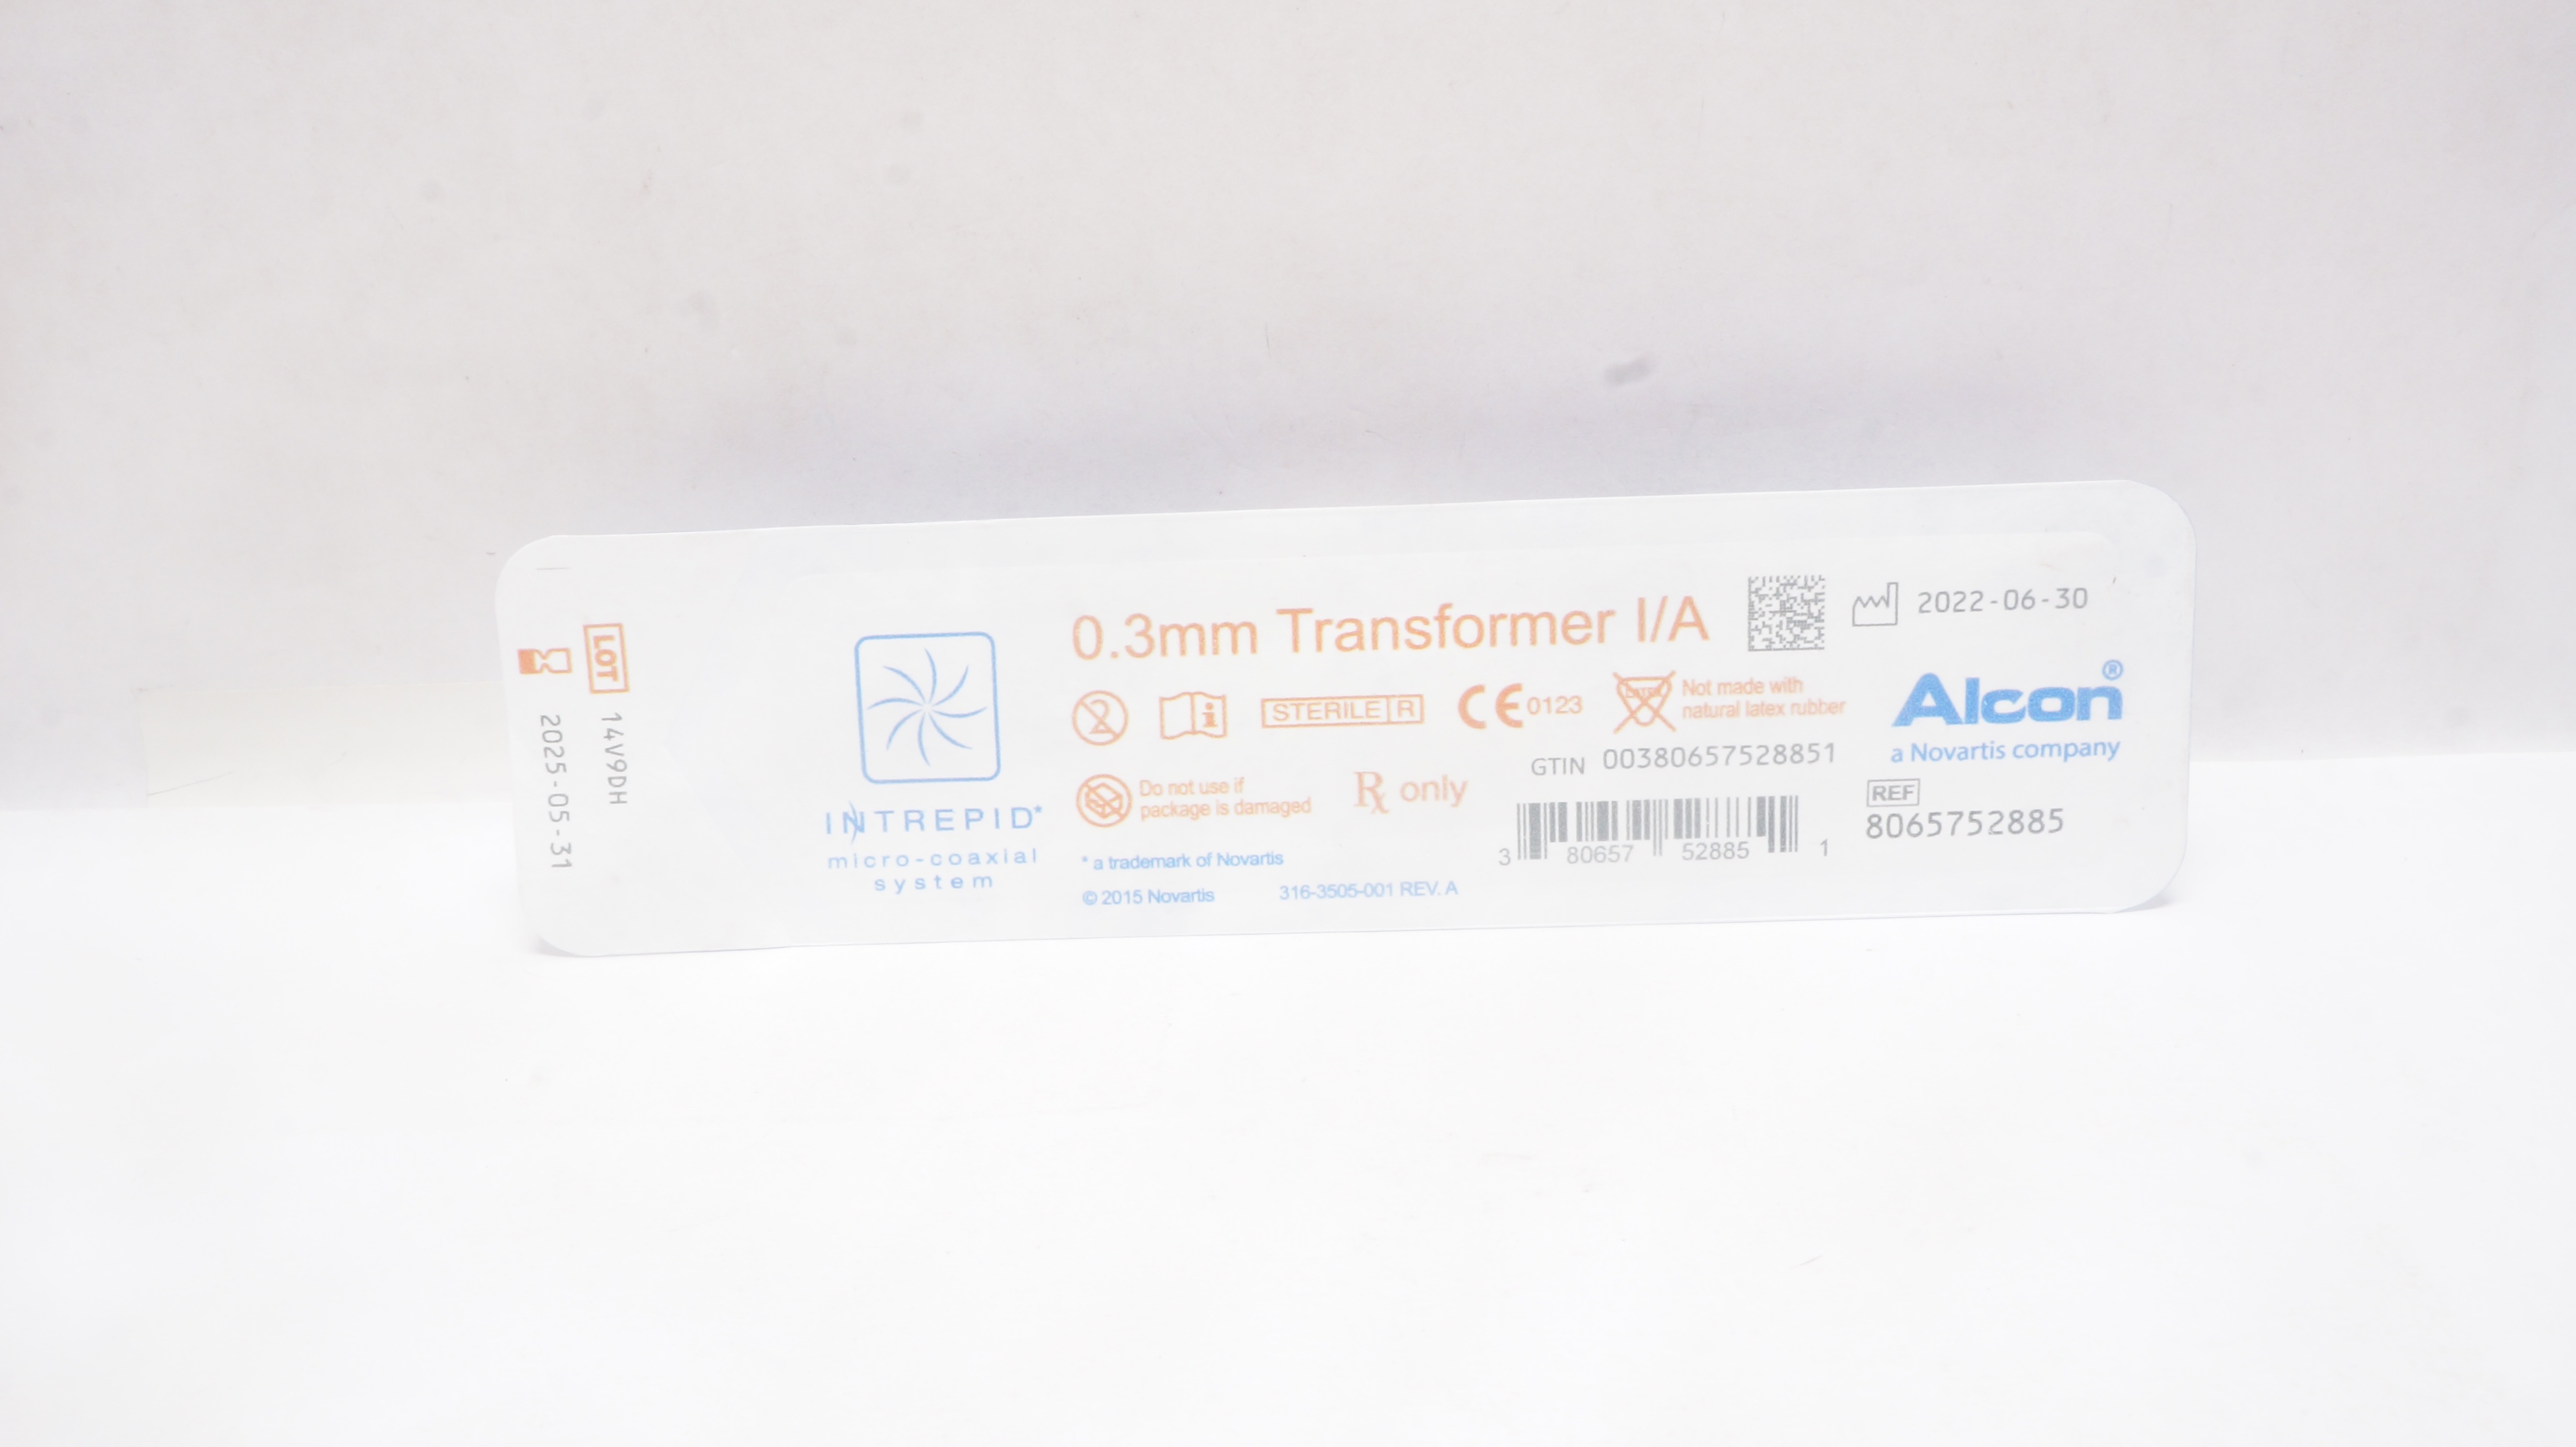 LOT 14V9DH
2025-05-31
INTREPID*
micro-coaxial
system
0.3mm Transformer I/A
2022-06-30
2
i
STERILE R
CE 0123
LATEX
Not made with
natural latex rubber
Alcon®
a Novartis company
Do not use if
package is damaged
Rx only
GTIN 00380657528851
3 80657 52885 1
REF
8065752885
* a trademark of Novartis
© 2015 Novartis 316-3505-001 REV. A